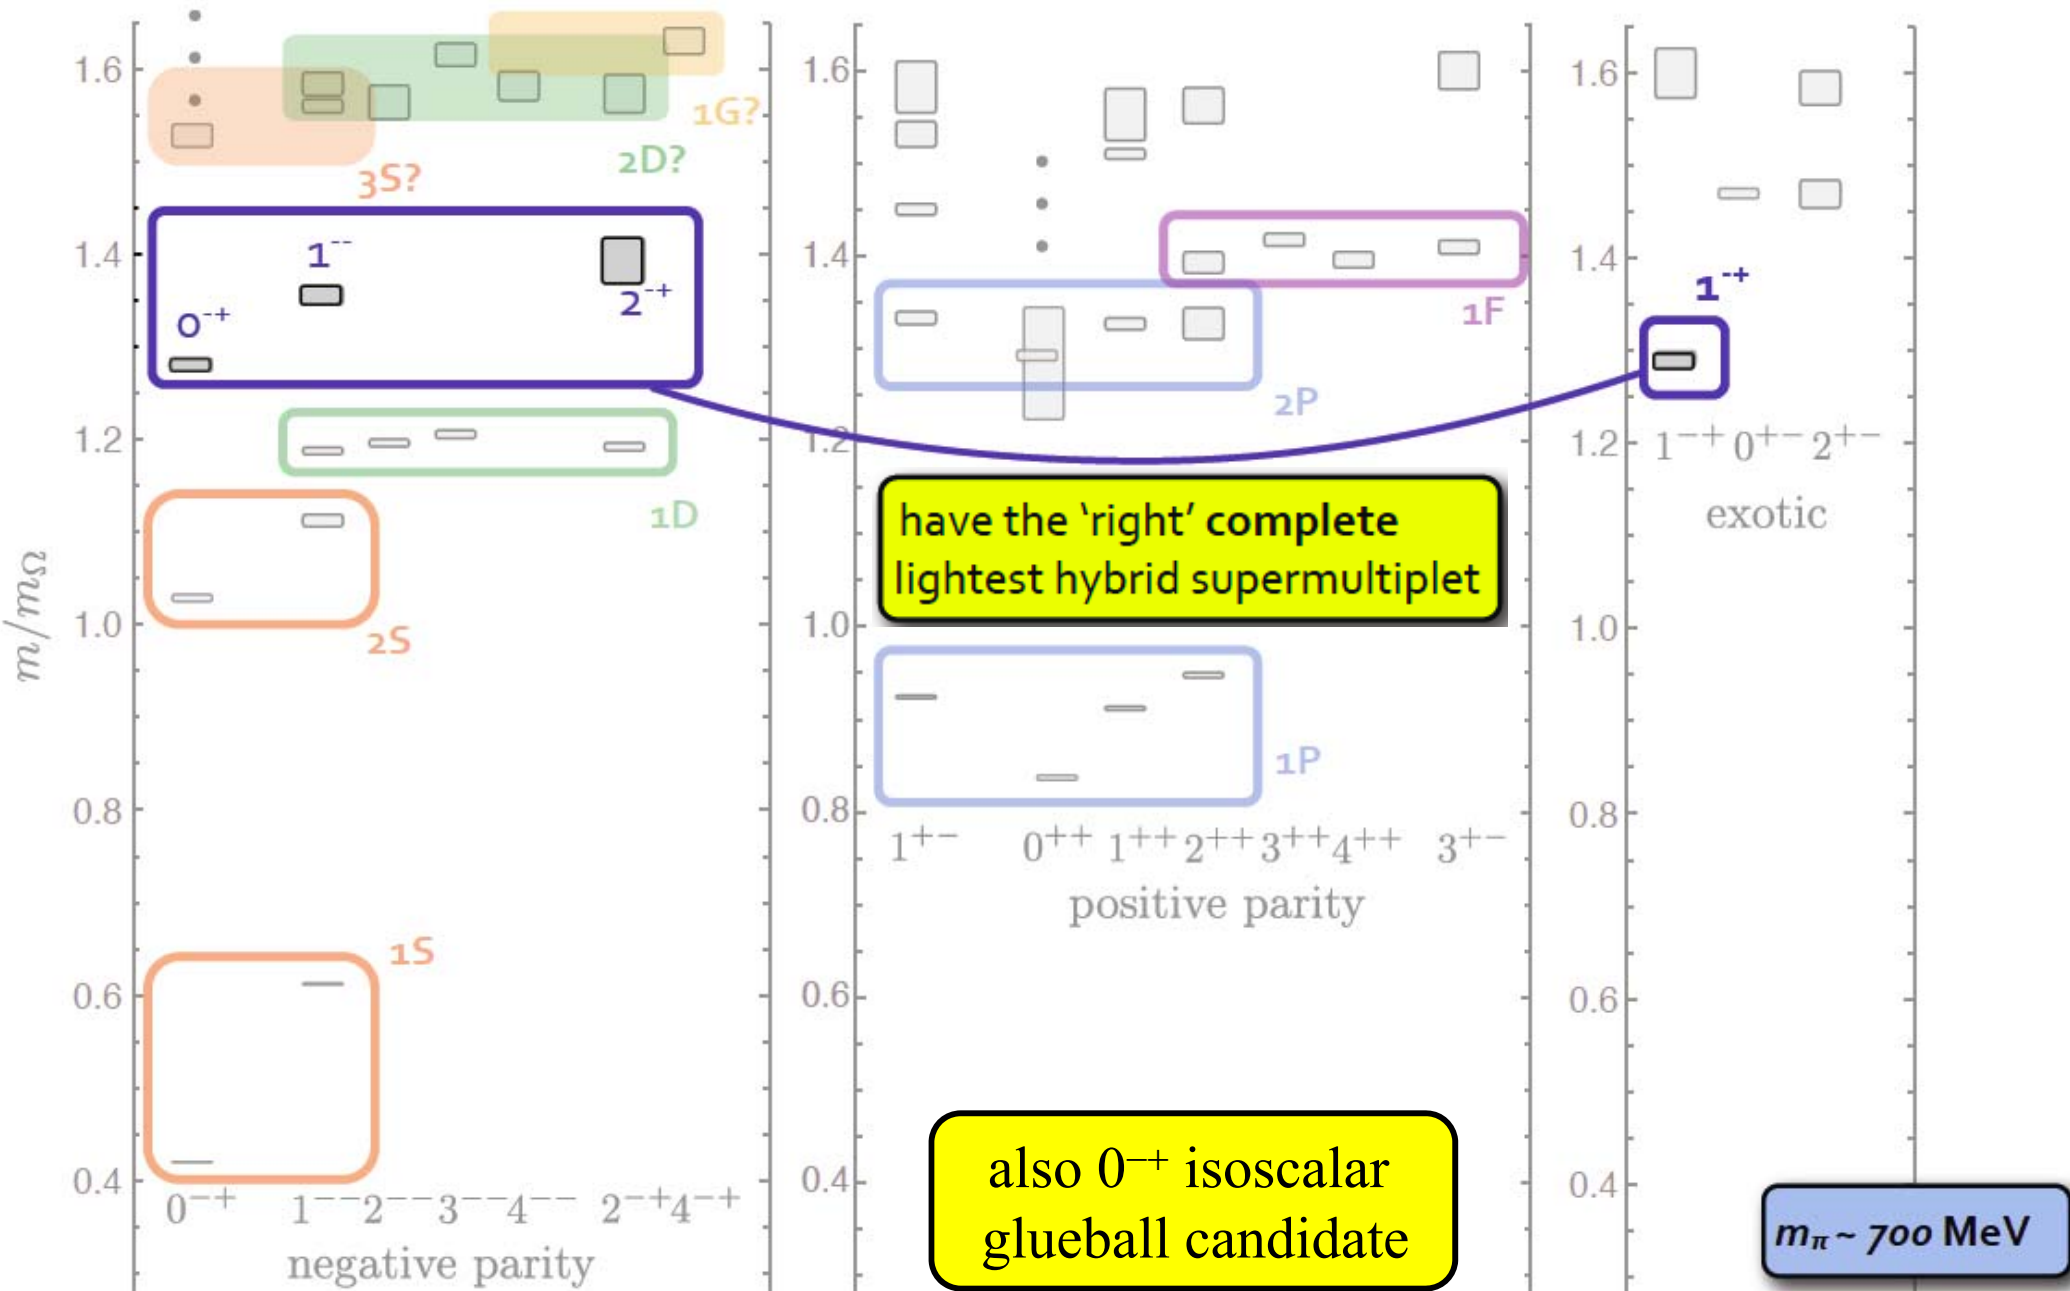 m/mΩ
1.6
1.4
1.2
1.0
0.8
0.6
0.4
3S?
2D?
1G?
0⁻⁺
1⁻⁻
2⁻⁺
1D
2S
1S
0⁻⁺ 1⁻⁻ 2⁻⁻ 3⁻⁻ 4⁻⁻ 2⁻⁺ 4⁻⁺
negative parity
1.6
1.4
1.2
1.0
0.8
0.6
0.4
1F
2P
have the ‘right’ complete
lightest hybrid supermultiplet
1P
1⁺⁻ 0⁺⁺ 1⁺⁺ 2⁺⁺ 3⁺⁺ 4⁺⁺ 3⁺⁻
positive parity
also 0⁻⁺ isoscalar
glueball candidate
1.6
1.4
1.2
1.0
0.8
0.6
0.4
1⁻⁺
1⁻⁺ 0⁺⁻ 2⁺⁻
exotic
mπ ~ 700 MeV